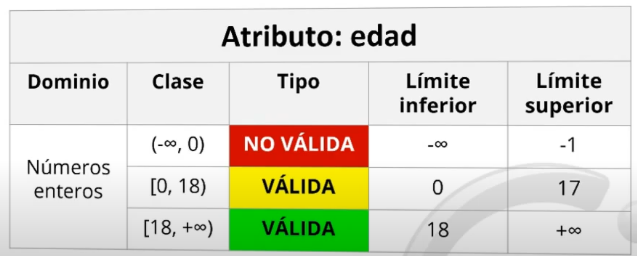 Atributo: edad
Dominio Clase Tipo Límite inferior Límite superior
Números enteros
(-∞, 0) NO VÁLIDA -∞ -1
[0, 18) VÁLIDA 0 17
[18, +∞) VÁLIDA 18 +∞